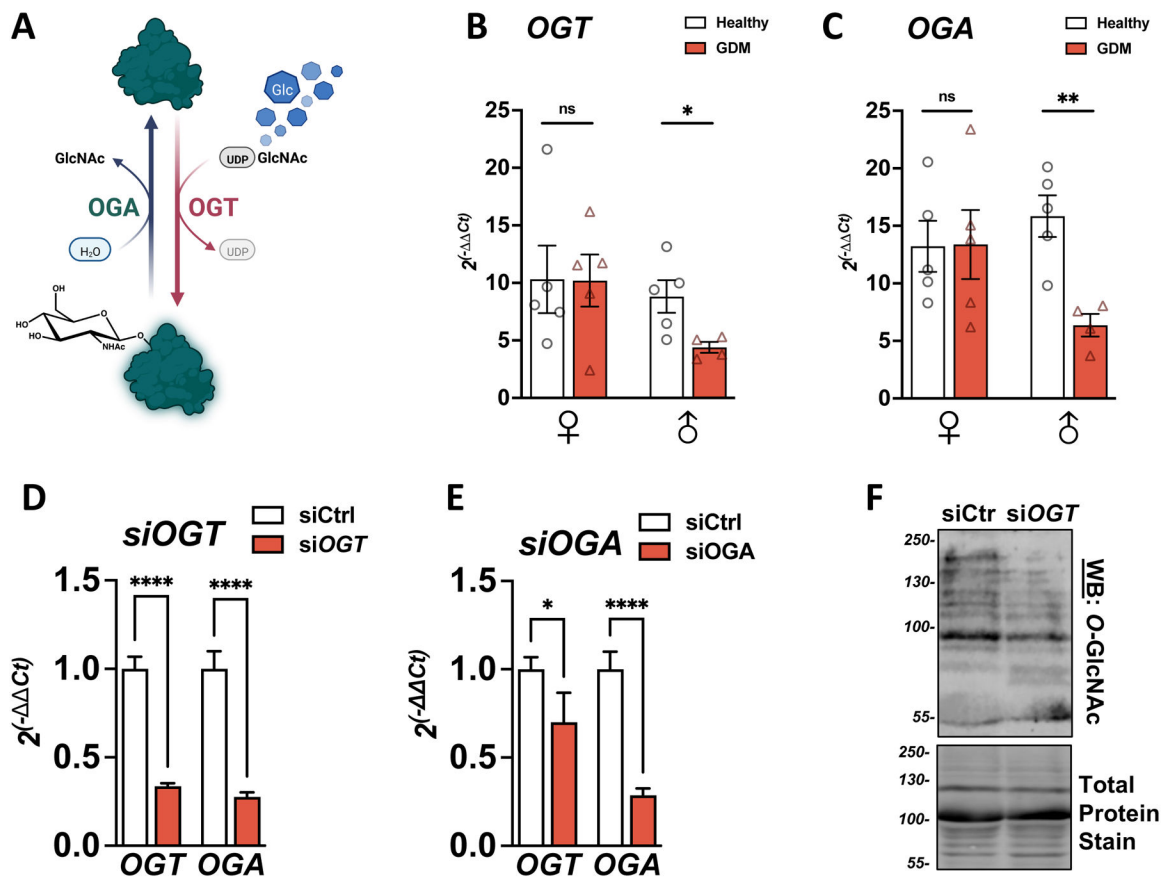 A
Glc
GlcNAc
UDP GlcNAc
OGA
OGT
H₂O
UDP
OH
HO
O
HO
NHAc
O
B
OGT
Healthy
GDM
25
20
15
10
5
0
2^(-ΔΔCt)
ns
*
♀
♂
C
OGA
Healthy
GDM
25
20
15
10
5
0
2^(-ΔΔCt)
ns
**
♀
♂
D
siOGT
siCtrl
siOGT
1.5
1.0
0.5
0.0
2^(-ΔΔCt)
****
****
OGT
OGA
E
siOGA
siCtrl
siOGA
1.5
1.0
0.5
0.0
2^(-ΔΔCt)
*
****
OGT
OGA
F
siCtr siOGT
250-
130-
100-
55-
WB: O-GlcNAc
250-
130-
100-
55-
Total
Protein
Stain